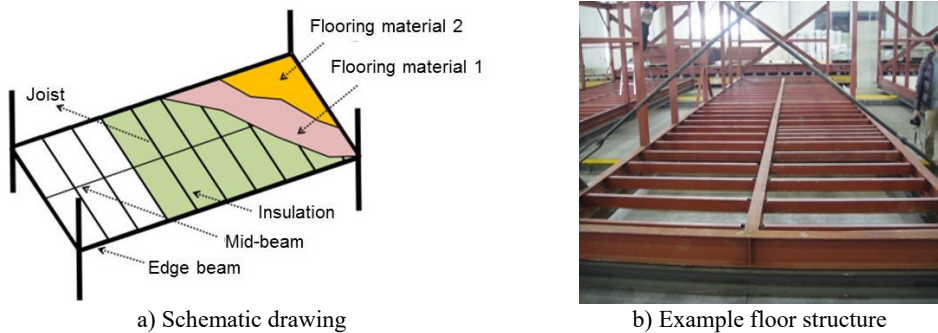 Flooring material 2
Flooring material 1
Joist
Insulation
Mid-beam
Edge beam
a) Schematic drawing
b) Example floor structure